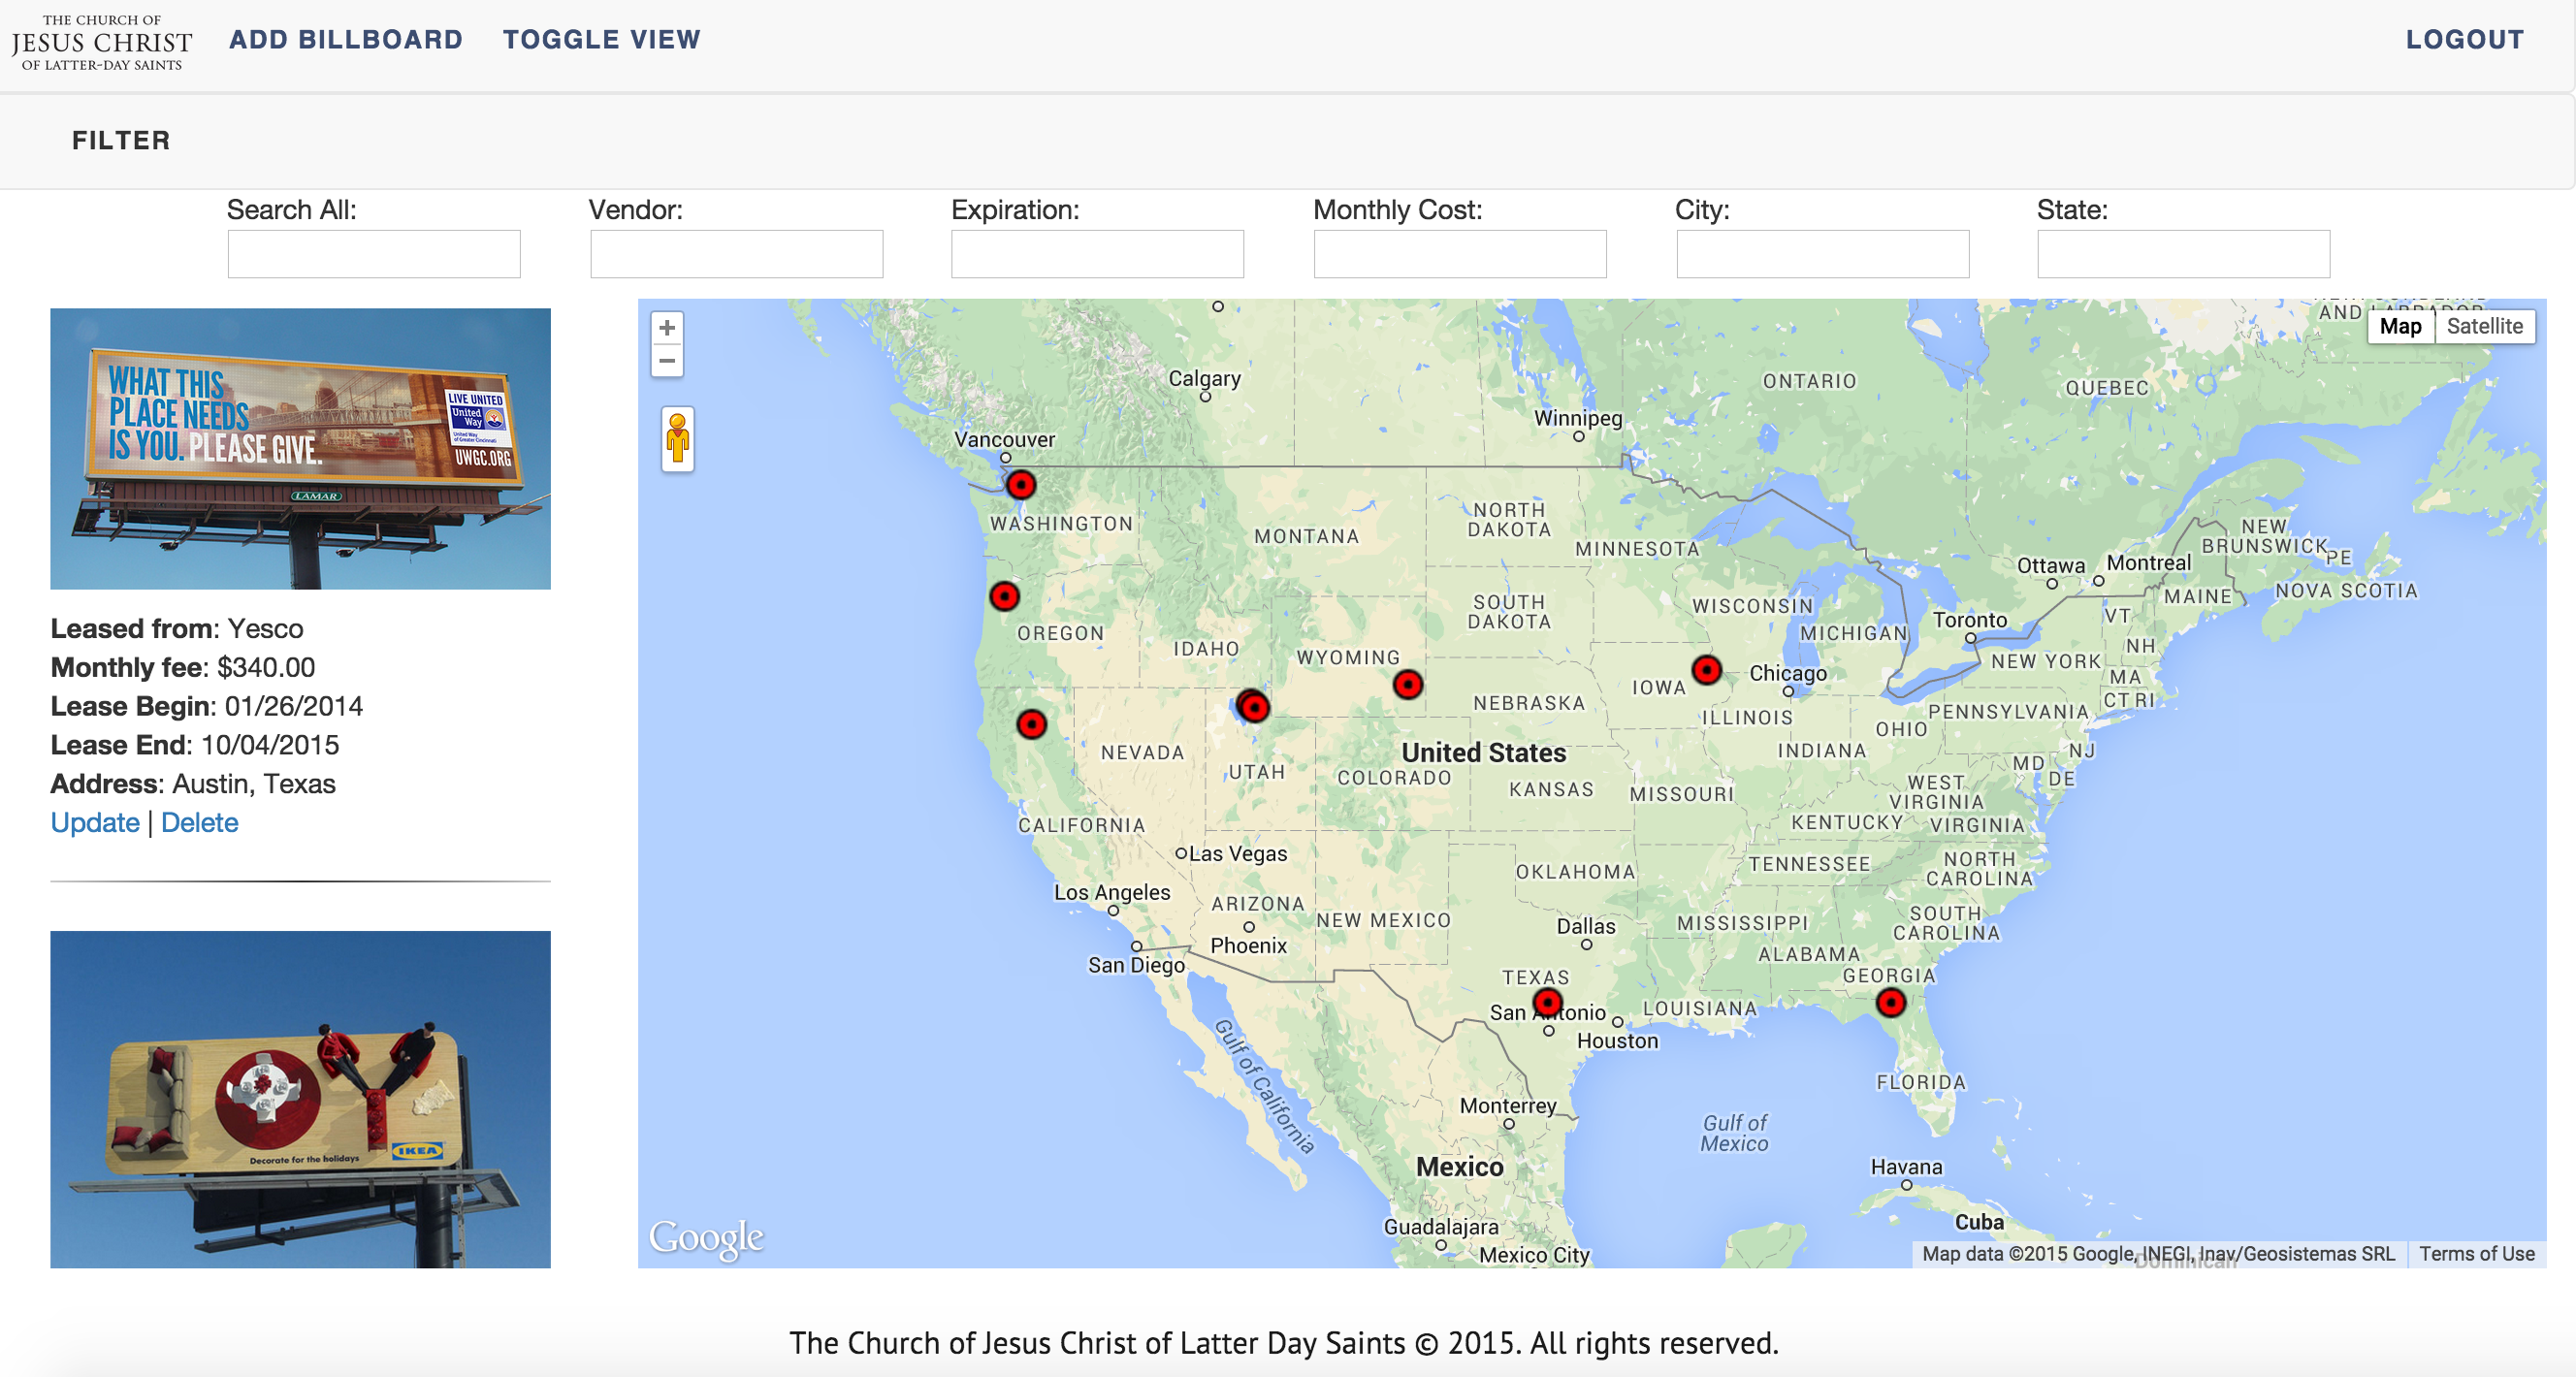 THE CHURCH OF
JESUS CHRIST
OF LATTER-DAY SAINTS
ADD BILLBOARD
TOGGLE VIEW
LOGOUT
FILTER
Search All:
Vendor:
Expiration:
Monthly Cost:
City:
State:
WHAT THIS
PLACE NEEDS
IS YOU. PLEASE GIVE.
LIVE UNITED
United
Way
United Way
of Greater Cincinnati
UWGC.ORG
LAMAR
Leased from: Yesco
Monthly fee: $340.00
Lease Begin: 01/26/2014
Lease End: 10/04/2015
Address: Austin, Texas
Update | Delete
Decorate for the holidays
IKEA
+
−
Map
Satellite
AND LABRADOR
Calgary
ONTARIO
QUEBEC
Winnipeg
Vancouver
WASHINGTON
MONTANA
NORTH
DAKOTA
MINNESOTA
NEW
BRUNSWICK
PE
Ottawa
Montreal
NOVA SCOTIA
MAINE
OREGON
IDAHO
WYOMING
SOUTH
DAKOTA
WISCONSIN
MICHIGAN
Toronto
VT
NH
NEW YORK
MA
CT RI
IOWA
Chicago
NEBRASKA
ILLINOIS
PENNSYLVANIA
OHIO
INDIANA
NJ
MD
DE
NEVADA
United States
UTAH
COLORADO
KANSAS
MISSOURI
WEST
VIRGINIA
KENTUCKY
VIRGINIA
CALIFORNIA
Las Vegas
OKLAHOMA
TENNESSEE
NORTH
CAROLINA
Los Angeles
ARIZONA
NEW MEXICO
Dallas
MISSISSIPPI
SOUTH
CAROLINA
Phoenix
San Diego
ALABAMA
TEXAS
GEORGIA
San Antonio
LOUISIANA
Houston
Gulf of California
FLORIDA
Monterrey
Gulf of
Mexico
Mexico
Havana
Cuba
Guadalajara
Mexico City
Google
Map data ©2015 Google, INEGI, Inav/Geosistemas SRL
Terms of Use
Dominican
The Church of Jesus Christ of Latter Day Saints © 2015. All rights reserved.